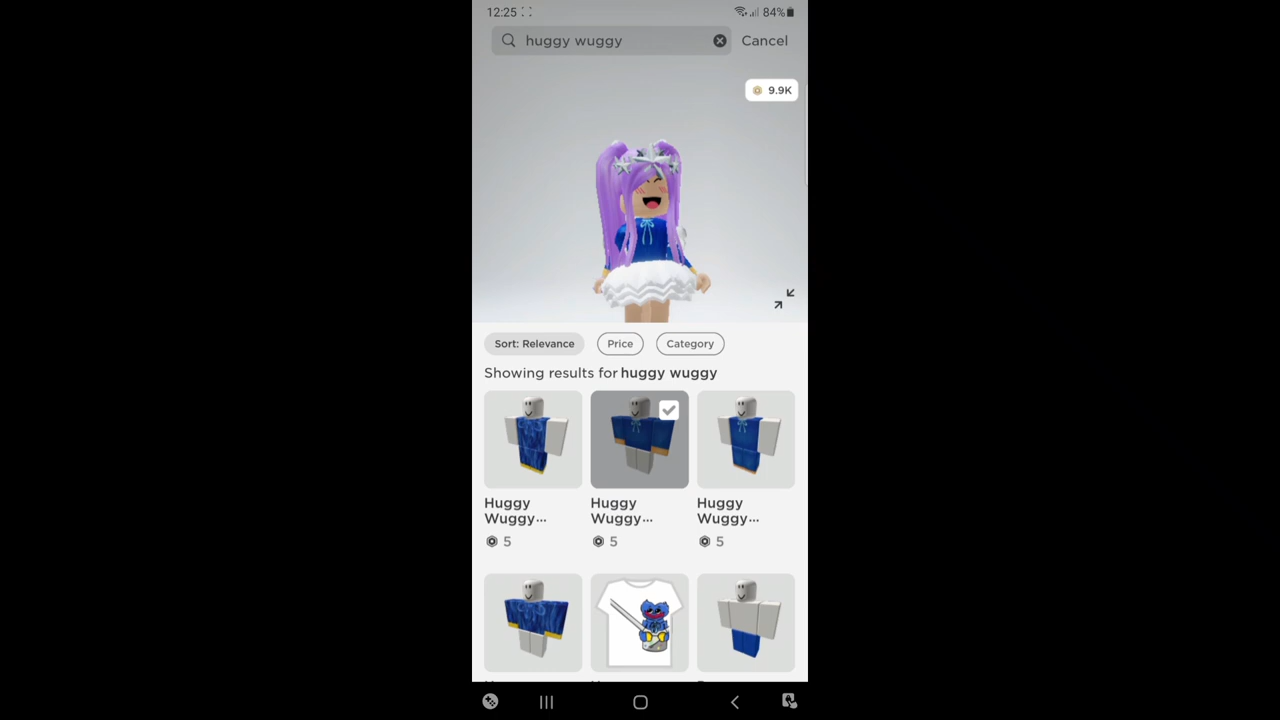 12:25
84%
huggy wuggy
Cancel
9.9K
Sort: Relevance
Price
Category
Showing results for huggy wuggy
Huggy Wuggy...
Huggy Wuggy...
Huggy Wuggy...
5
5
5